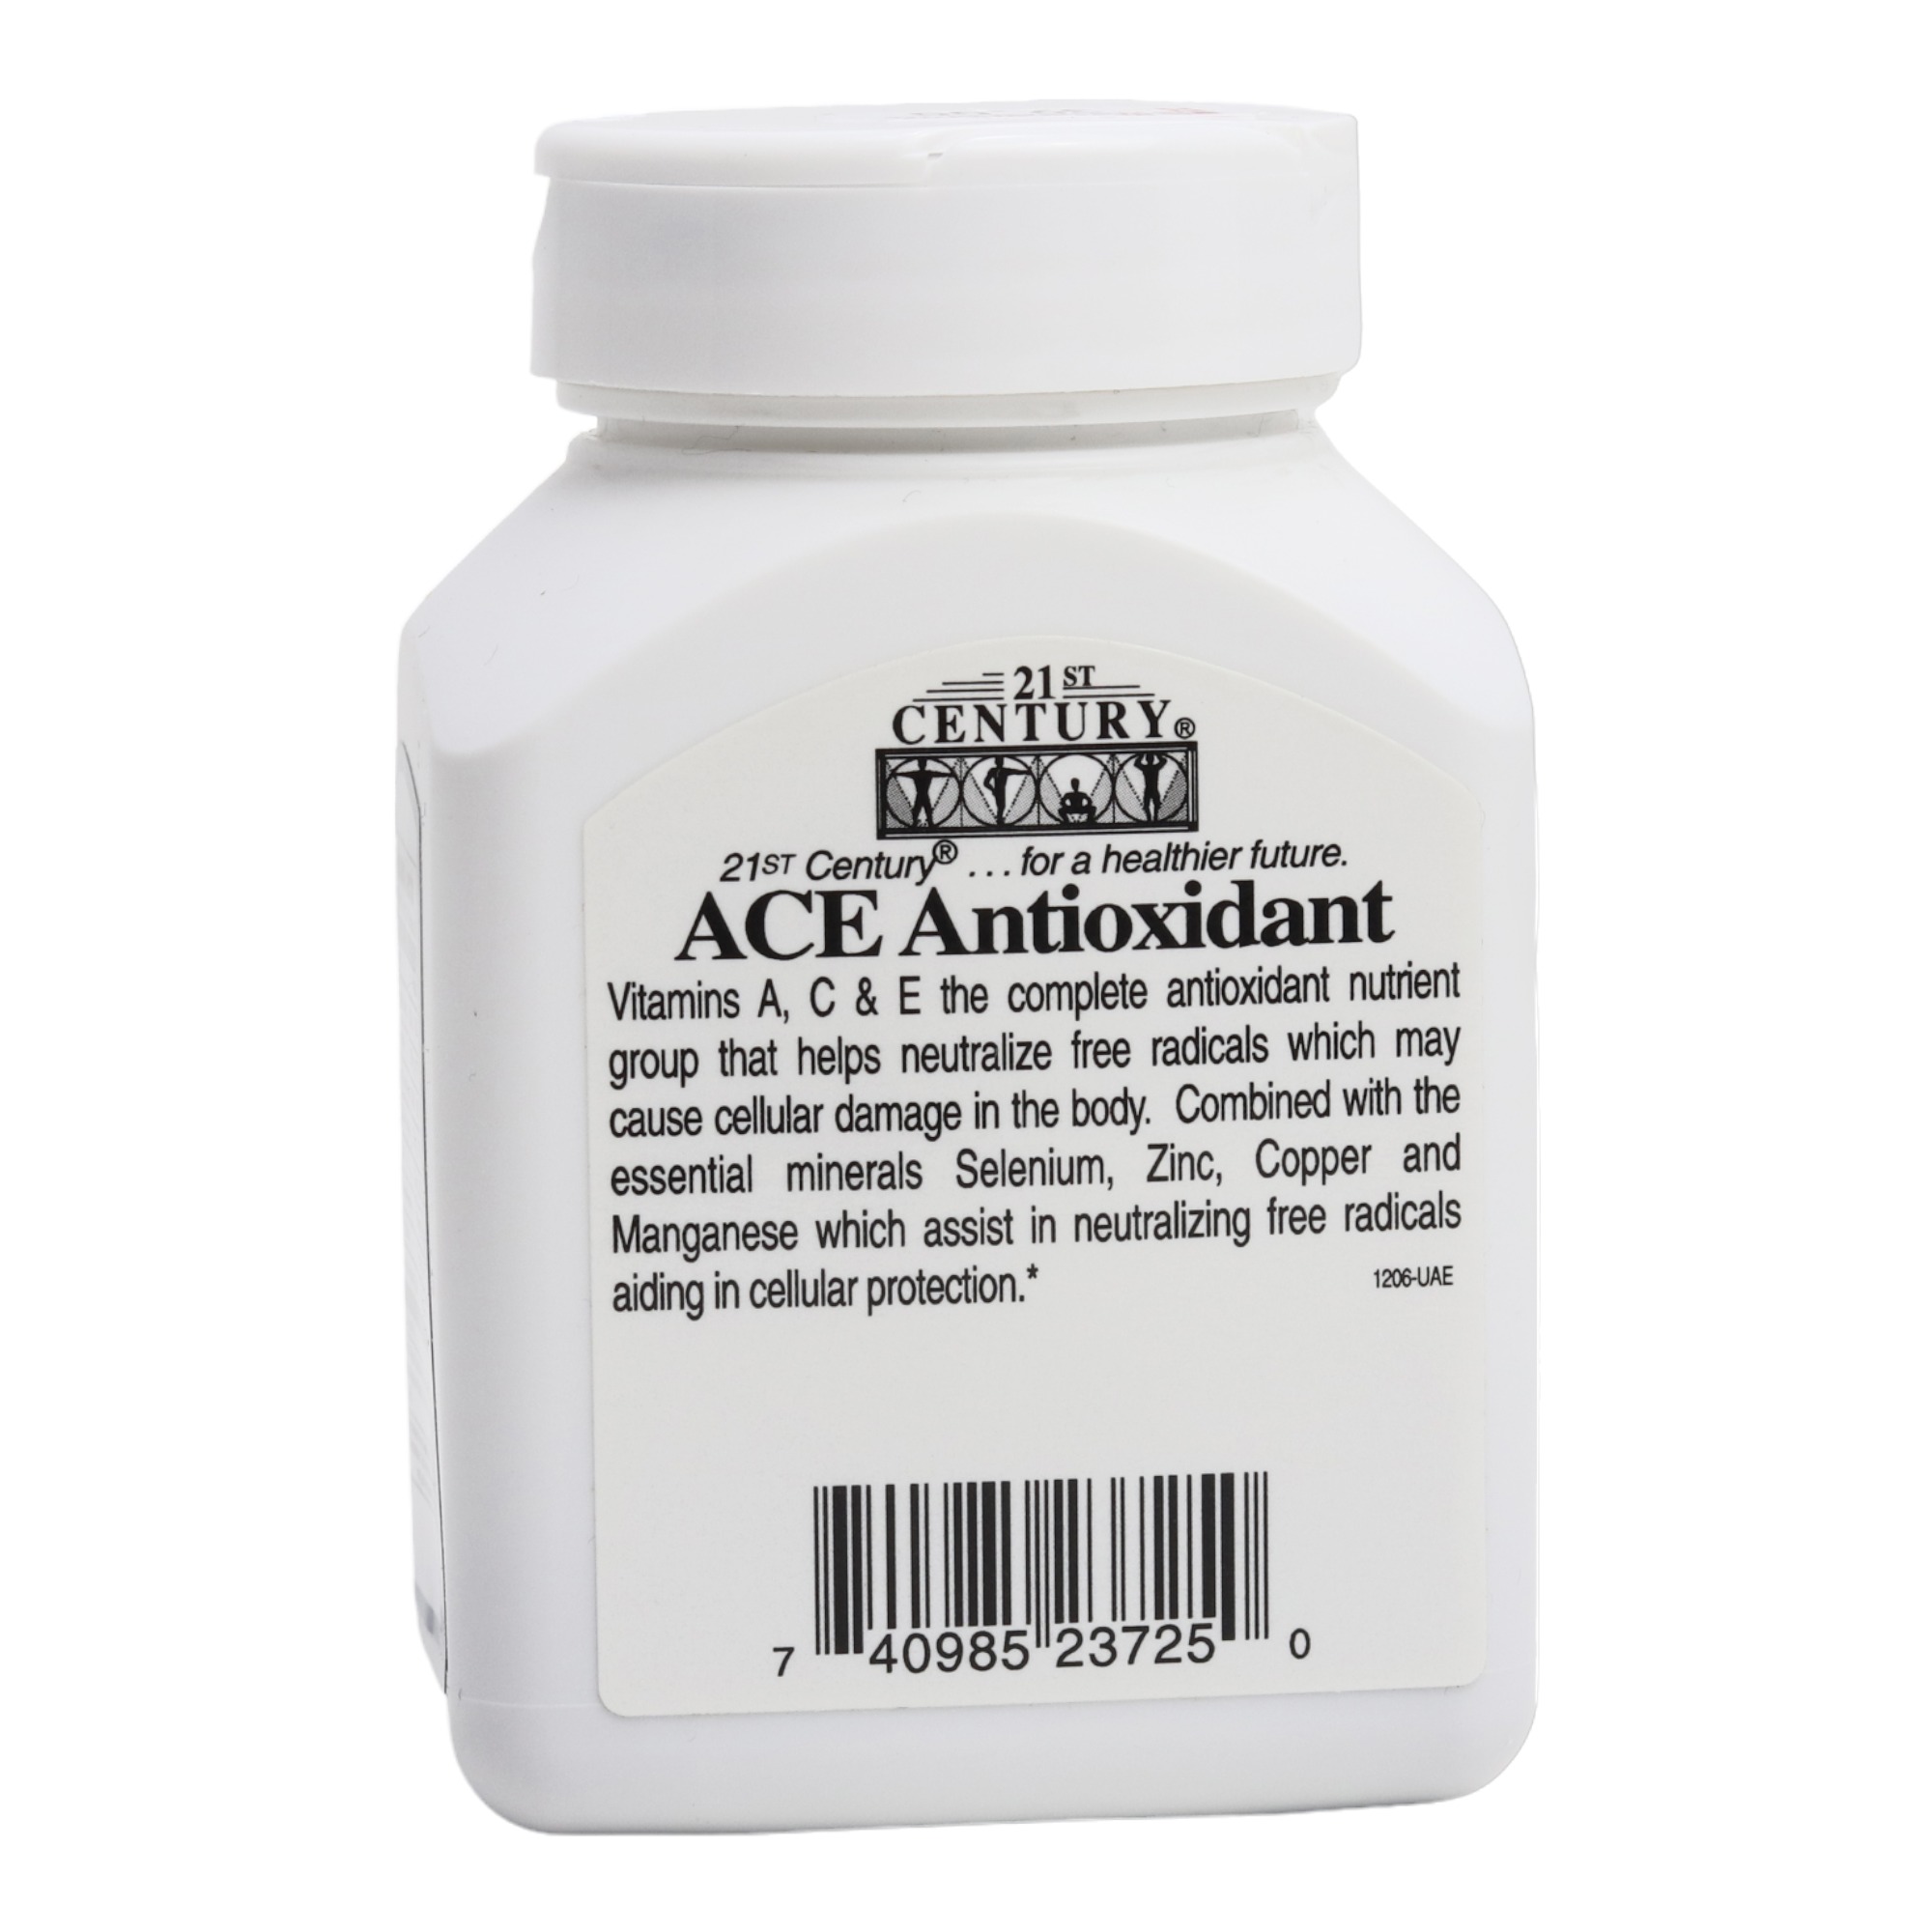 21ST
CENTURY®
21ST Century® ... for a healthier future.
ACE Antioxidant
Vitamins A, C & E the complete antioxidant nutrient
group that helps neutralize free radicals which may
cause cellular damage in the body. Combined with the
essential minerals Selenium, Zinc, Copper and
Manganese which assist in neutralizing free radicals
aiding in cellular protection.*
1206-UAE
7 40985 23725 0